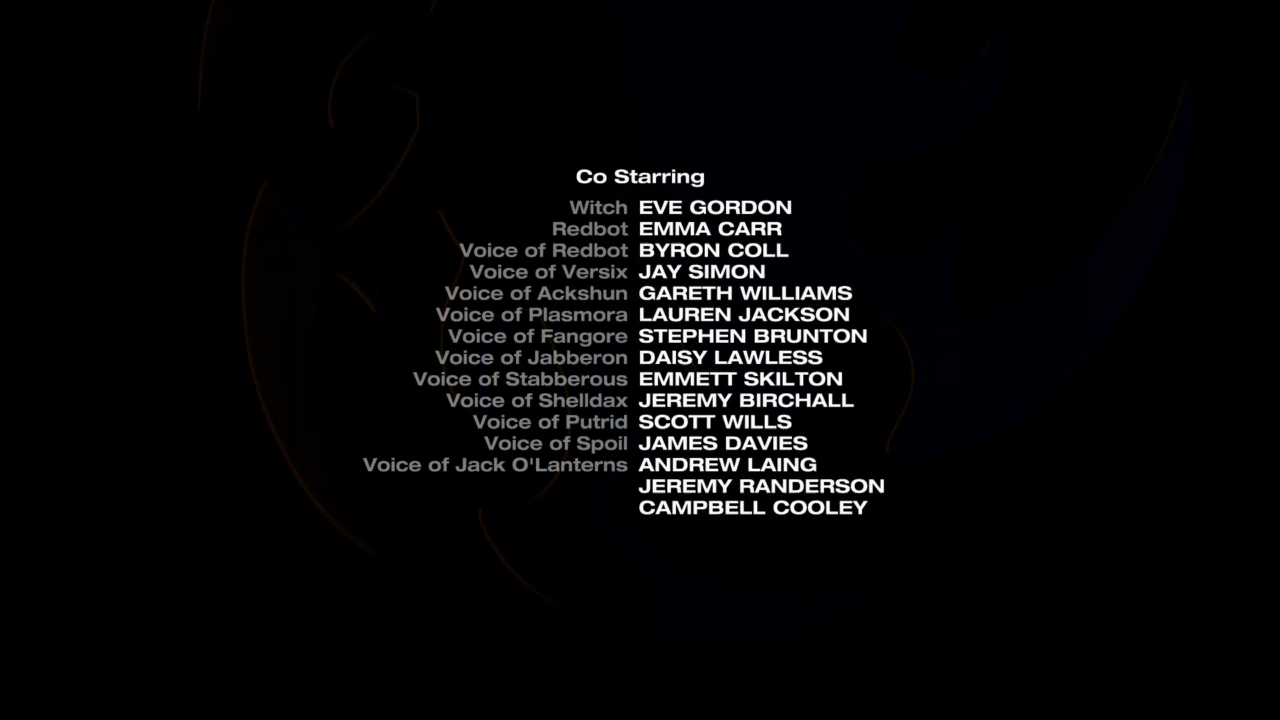 Co Starring
Witch EVE GORDON
Redbot EMMA CARR
Voice of Redbot BYRON COLL
Voice of Versix JAY SIMON
Voice of Ackshun GARETH WILLIAMS
Voice of Plasmora LAUREN JACKSON
Voice of Fangore STEPHEN BRUNTON
Voice of Jabberon DAISY LAWLESS
Voice of Stabberous EMMETT SKILTON
Voice of Shelldax JEREMY BIRCHALL
Voice of Putrid SCOTT WILLS
Voice of Spoil JAMES DAVIES
Voice of Jack O'Lanterns ANDREW LAING
JEREMY RANDERSON
CAMPBELL COOLEY